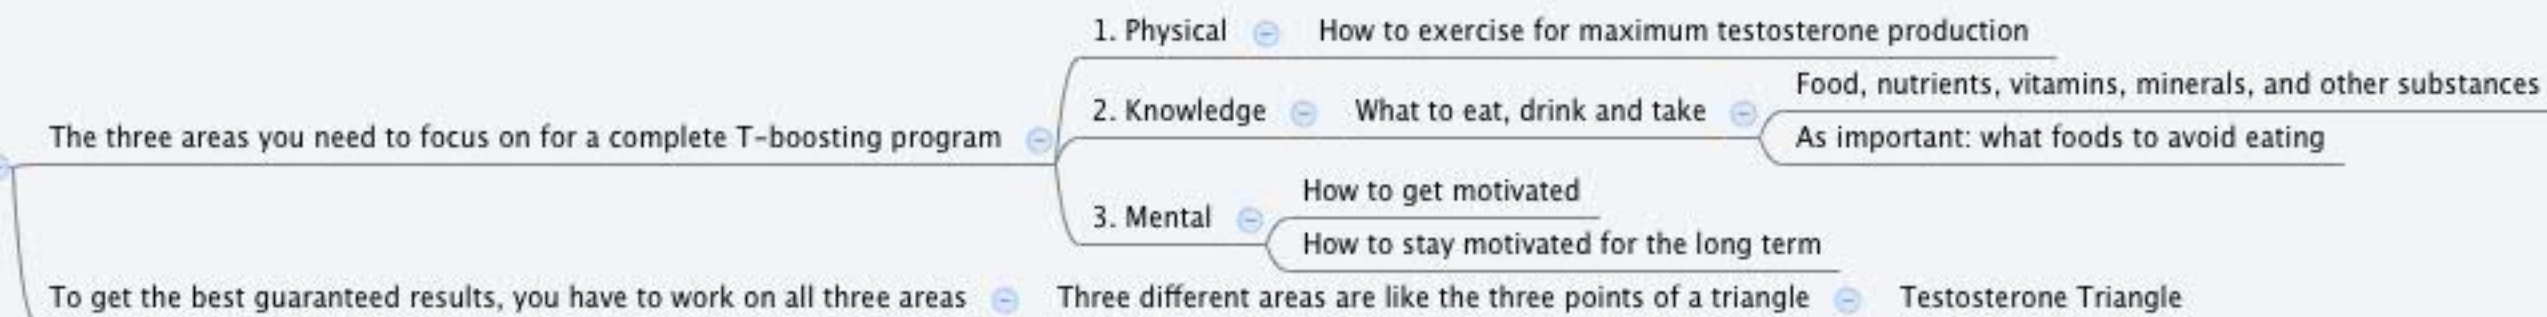 1. Physical
How to exercise for maximum testosterone production
Food, nutrients, vitamins, minerals, and other substances
2. Knowledge
What to eat, drink and take
The three areas you need to focus on for a complete T-boosting program
As important: what foods to avoid eating
How to get motivated
3. Mental
How to stay motivated for the long term
To get the best guaranteed results, you have to work on all three areas
Three different areas are like the three points of a triangle
Testosterone Triangle